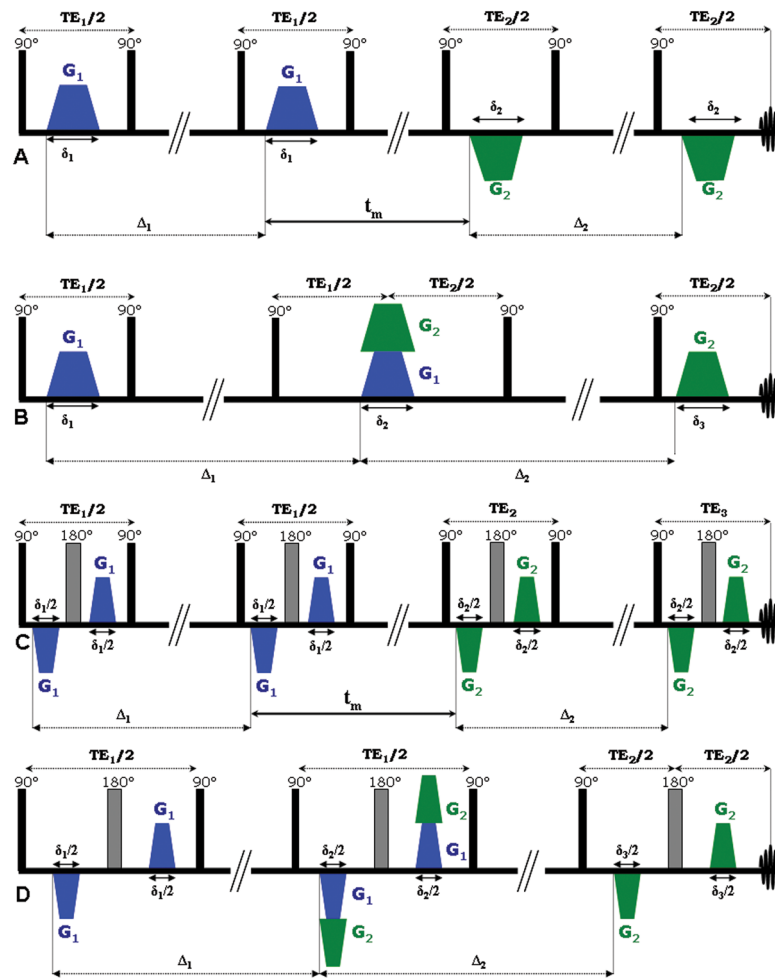 TE₁/2 TE₁/2 TE₂/2 TE₂/2
90° 90° 90° 90° 90° 90° 90°
G₁ G₁ δ₂ δ₂
A δ₁ δ₁ G₂ G₂
tₘ
Δ₁ Δ₂
TE₁/2 TE₁/2 TE₂/2 TE₂/2
90° 90° 90° 90° 90°
G₁ G₂ G₂
G₁
B δ₁ δ₂ δ₃
Δ₁ Δ₂
TE₁/2 TE₁/2 TE₂ TE₃
90° 180° 90° 90° 180° 90° 90° 180° 90° 90° 180°
G₁ G₁ G₂ G₂
δ₁/2 δ₁/2 δ₂/2 δ₂/2
C δ₁/2 δ₁/2 δ₂/2 δ₂/2
G₁ G₁ G₂ G₂
tₘ
Δ₁ Δ₂
TE₁/2 TE₁/2 TE₂/2 TE₂/2
90° 180° 90° 90° 180° 90° 90° 180°
G₁ G₂ G₂
δ₁/2 δ₂/2 G₁ δ₃/2
D δ₁/2 δ₂/2 δ₃/2
G₁ G₁ G₂
G₂
Δ₁ Δ₂